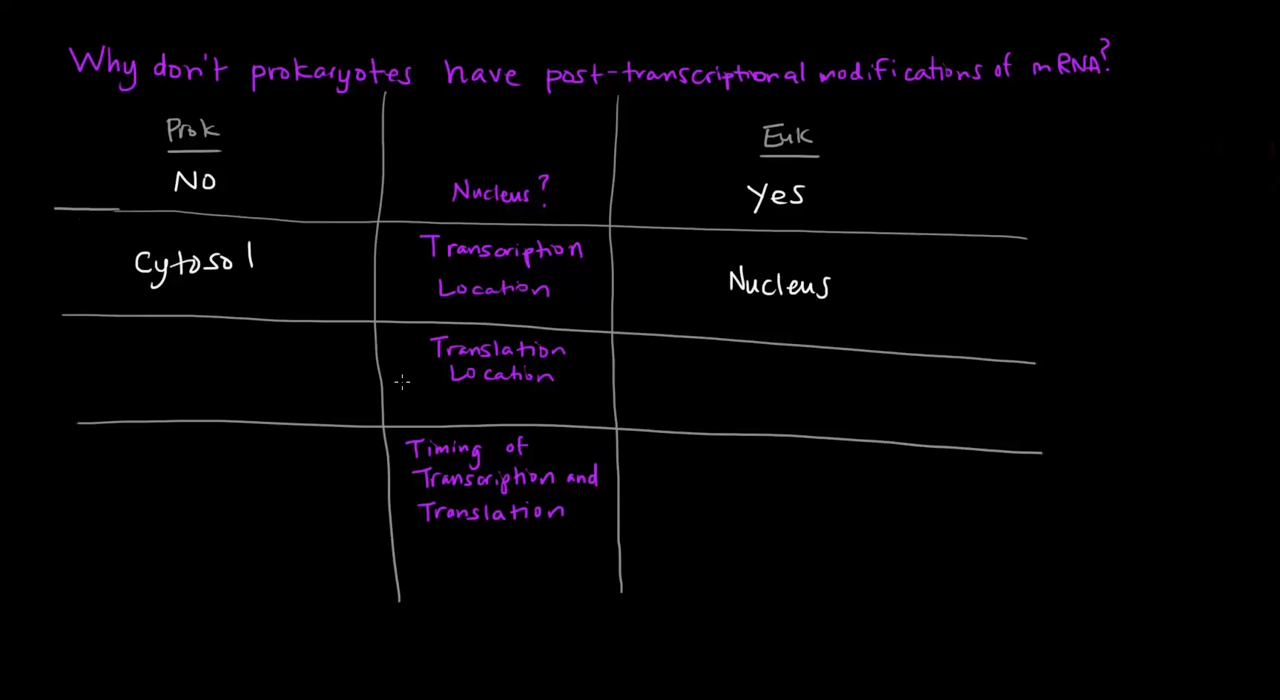 Why don't prokaryotes have post-transcriptional modifications of mRNA?
Prok
Euk
No
Nucleus?
Yes
Cytosol
Transcription
Location
Nucleus
Translation
Location
Timing of
Transcription and
Translation